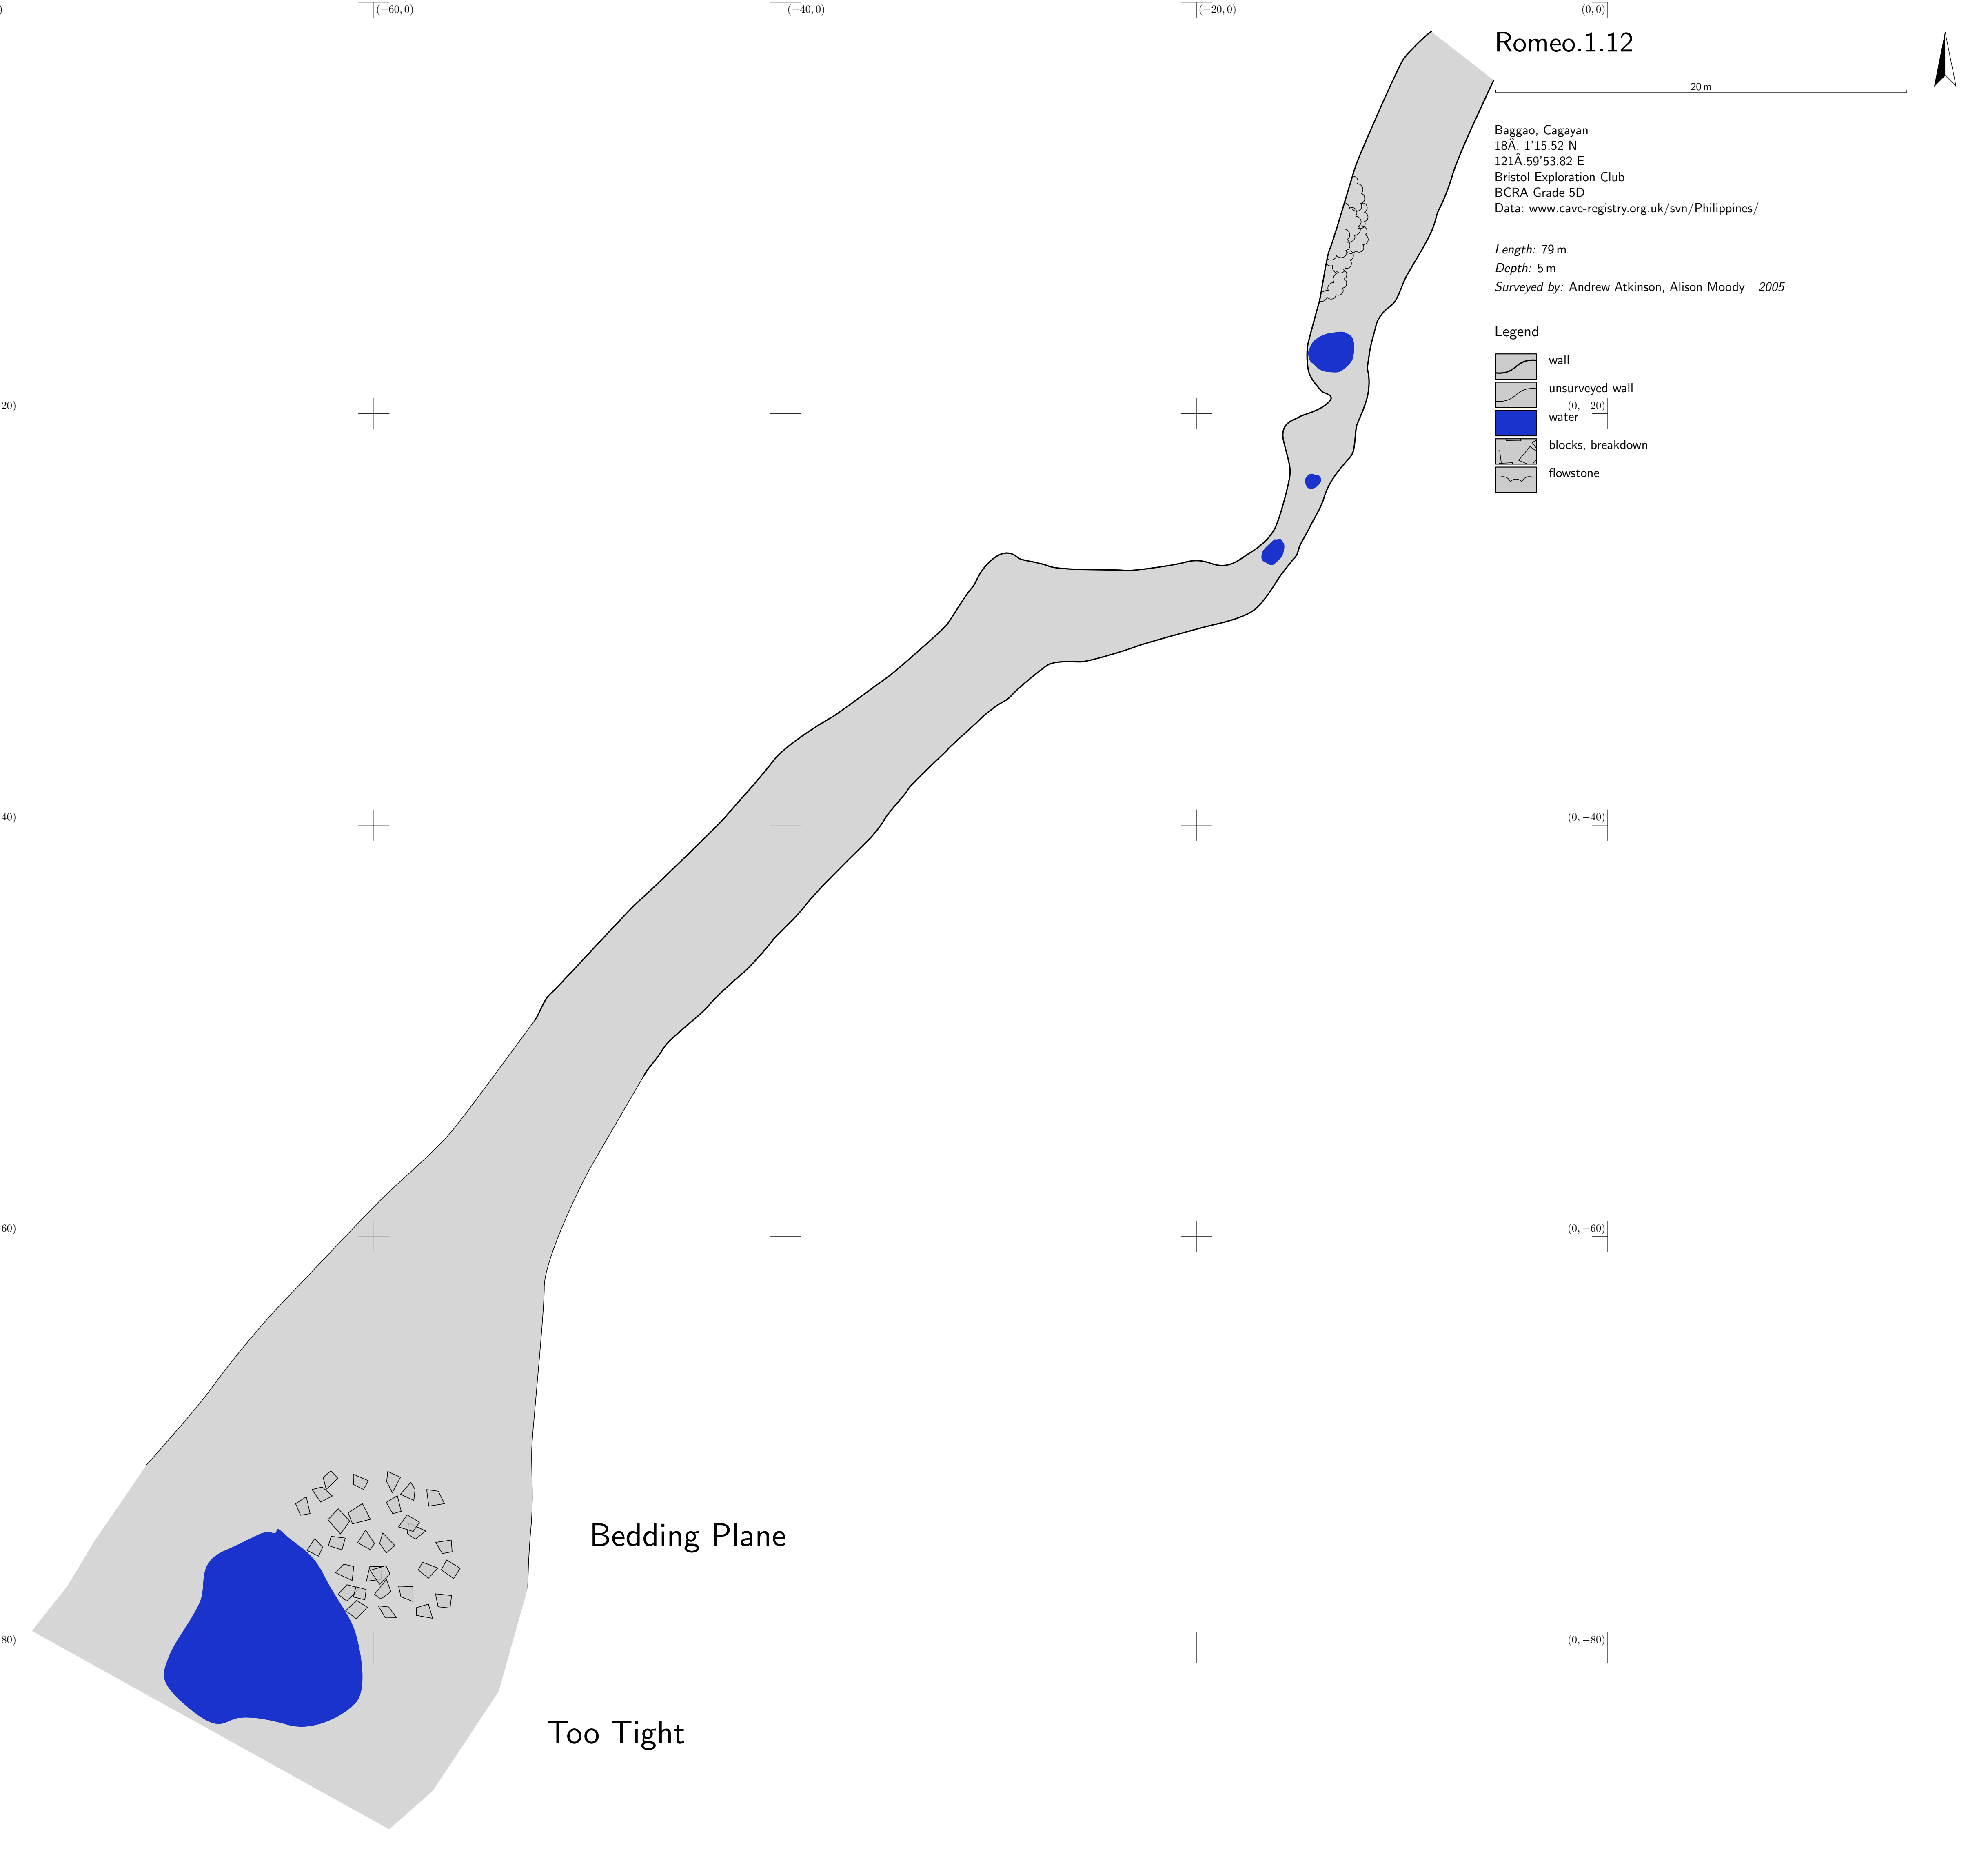 )
(−60, 0)
(−40, 0)
(−20, 0)
(0, 0)
Romeo.1.12
20 m
Baggao, Cagayan
18Â. 1'15.52 N
121Â.59'53.82 E
Bristol Exploration Club
BCRA Grade 5D
Data: www.cave-registry.org.uk/svn/Philippines/
Length: 79 m
Depth: 5 m
Surveyed by: Andrew Atkinson, Alison Moody 2005
Legend
wall
unsurveyed wall
20)
(0, −20)
water
blocks, breakdown
flowstone
40)
(0, −40)
60)
(0, −60)
Bedding Plane
80)
(0, −80)
Too Tight